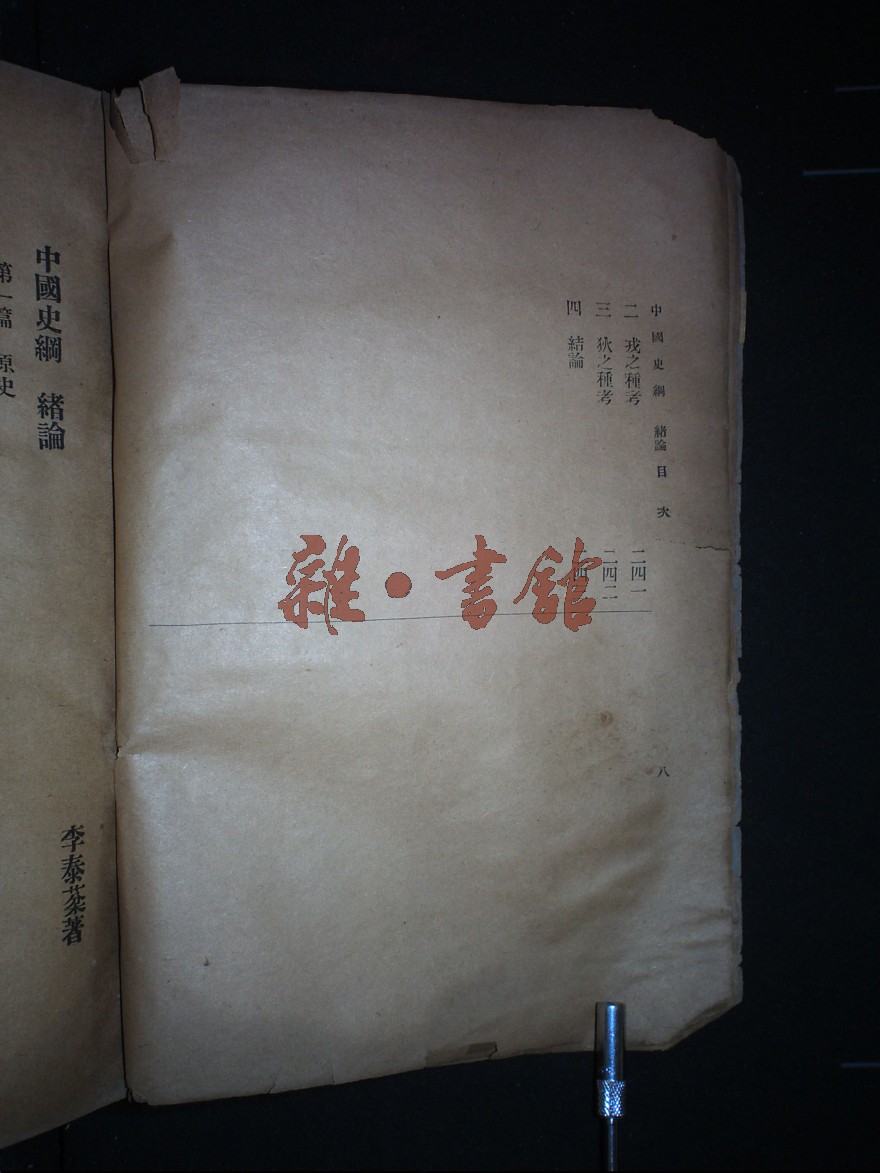 中國史綱 緒論 目次 八
二 戎之種考 二四一
三 狄之種考 二四二
四 結論 四
中國史綱 緒論
第一篇 原史
李泰棻著
雜·書館